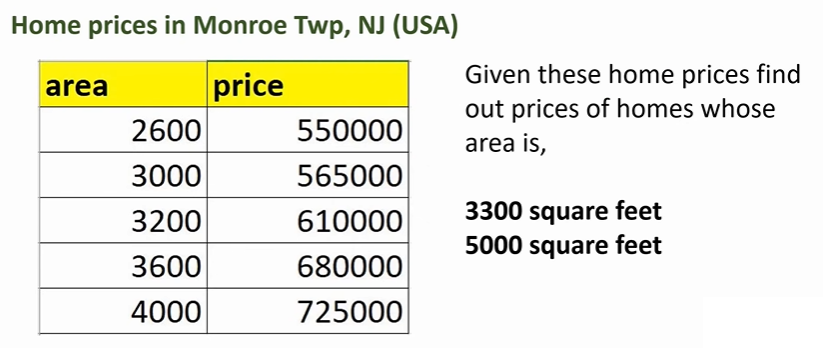 Home prices in Monroe Twp, NJ (USA)
area price
2600 550000
3000 565000
3200 610000
3600 680000
4000 725000
Given these home prices find
out prices of homes whose
area is,
3300 square feet
5000 square feet